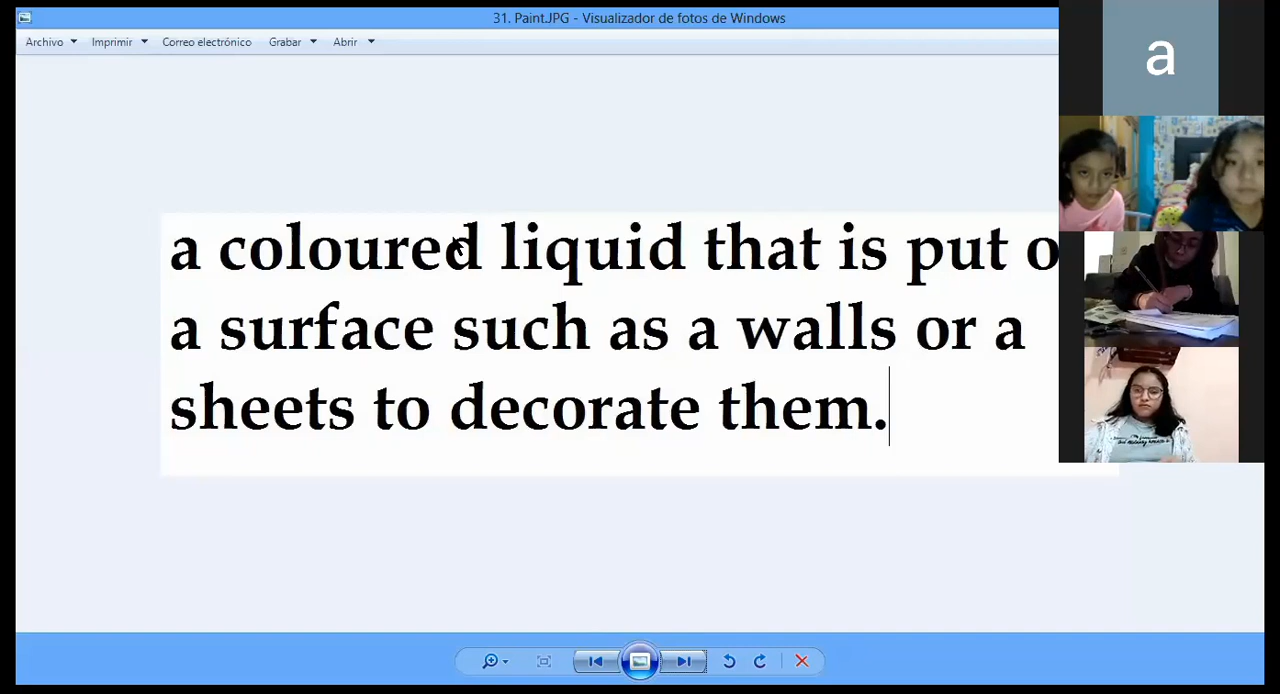 31. Paint.JPG - Visualizador de fotos de Windows
Archivo Imprimir Correo electrónico Grabar Abrir
a
a coloured liquid that is put o
a surface such as a walls or a
sheets to decorate them.